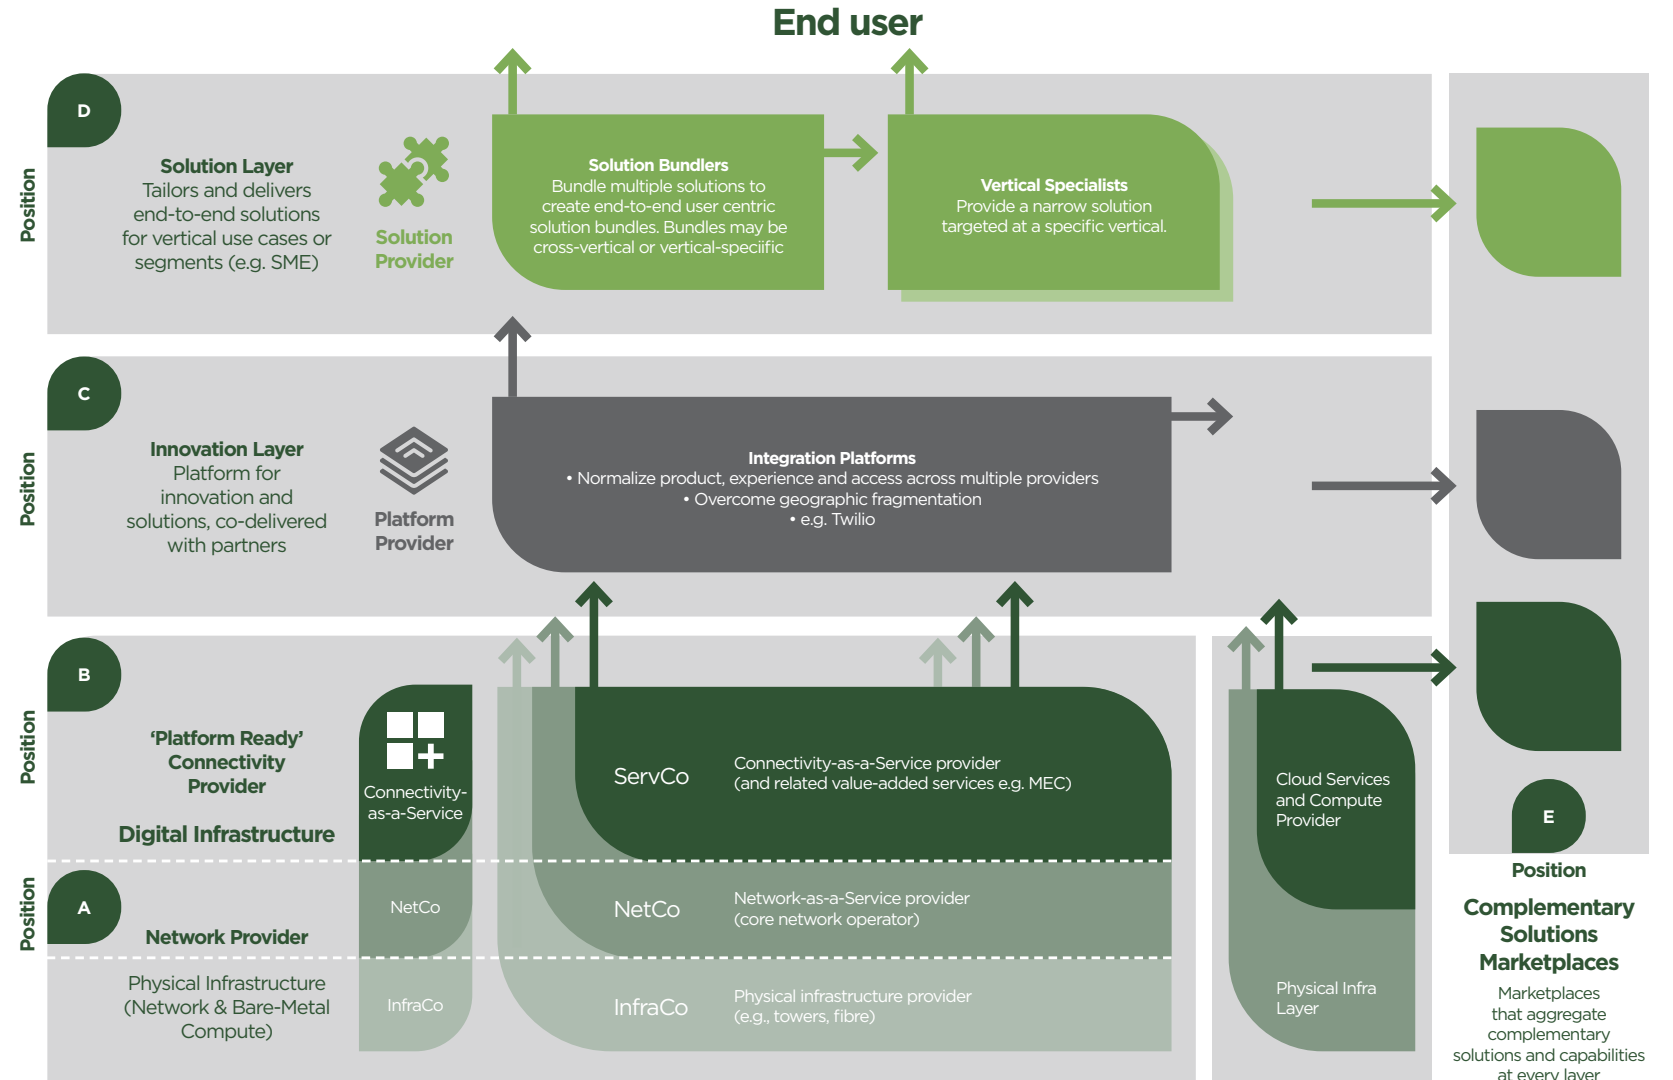 End user
Position
D
Solution Layer
Tailors and delivers
end-to-end solutions
for vertical use cases or
segments (e.g. SME)
Solution
Provider
Solution Bundlers
Bundle multiple solutions to
create end-to-end user centric
solution bundles. Bundles may be
cross-vertical or vertical-speciific
Vertical Specialists
Provide a narrow solution
targeted at a specific vertical.
Position
C
Innovation Layer
Platform for
innovation and
solutions, co-delivered
with partners
Platform
Provider
Integration Platforms
• Normalize product, experience and access across multiple providers
• Overcome geographic fragmentation
• e.g. Twilio
Position
B
‘Platform Ready’
Connectivity
Provider
Digital Infrastructure
Connectivity-
as-a-Service
ServCo
Connectivity-as-a-Service provider
(and related value-added services e.g. MEC)
Cloud Services
and Compute
Provider
Position
A
Network Provider
Physical Infrastructure
(Network & Bare-Metal
Compute)
NetCo
InfraCo
NetCo
Network-as-a-Service provider
(core network operator)
InfraCo
Physical infrastructure provider
(e.g., towers, fibre)
Physical Infra
Layer
E
Position
Complementary
Solutions
Marketplaces
Marketplaces
that aggregate
complementary
solutions and capabilities
at every layer